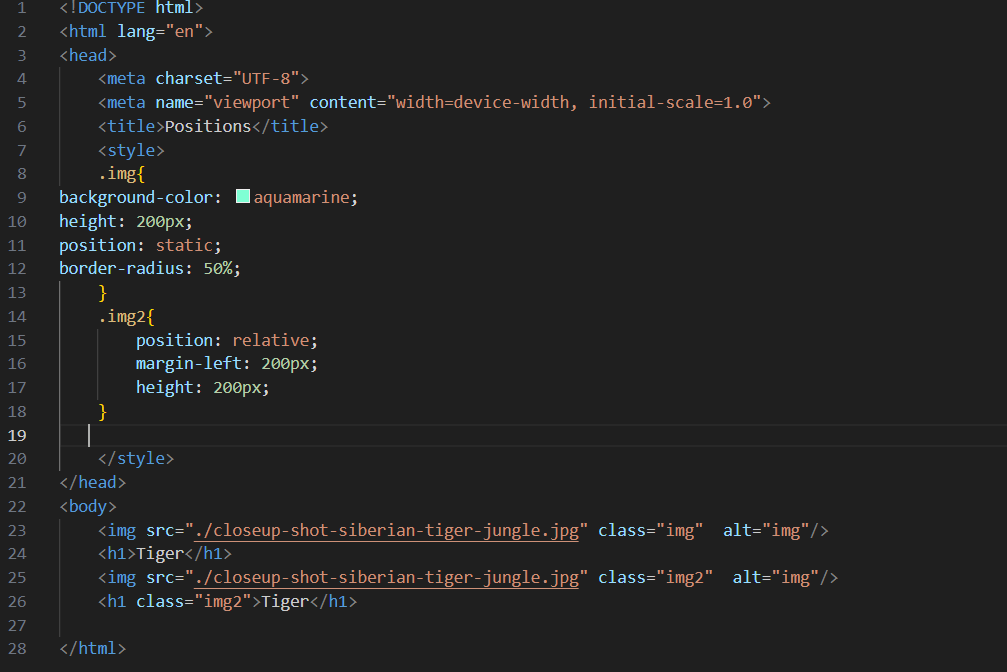 1 <!DOCTYPE html>
2 <html lang="en">
3 <head>
4     <meta charset="UTF-8">
5     <meta name="viewport" content="width=device-width, initial-scale=1.0">
6     <title>Positions</title>
7     <style>
8     .img{
9 background-color: aquamarine;
10 height: 200px;
11 position: static;
12 border-radius: 50%;
13     }
14     .img2{
15         position: relative;
16         margin-left: 200px;
17         height: 200px;
18     }
19
20     </style>
21 </head>
22 <body>
23     <img src="./closeup-shot-siberian-tiger-jungle.jpg" class="img"  alt="img"/>
24     <h1>Tiger</h1>
25     <img src="./closeup-shot-siberian-tiger-jungle.jpg" class="img2"  alt="img"/>
26     <h1 class="img2">Tiger</h1>
27
28 </html>